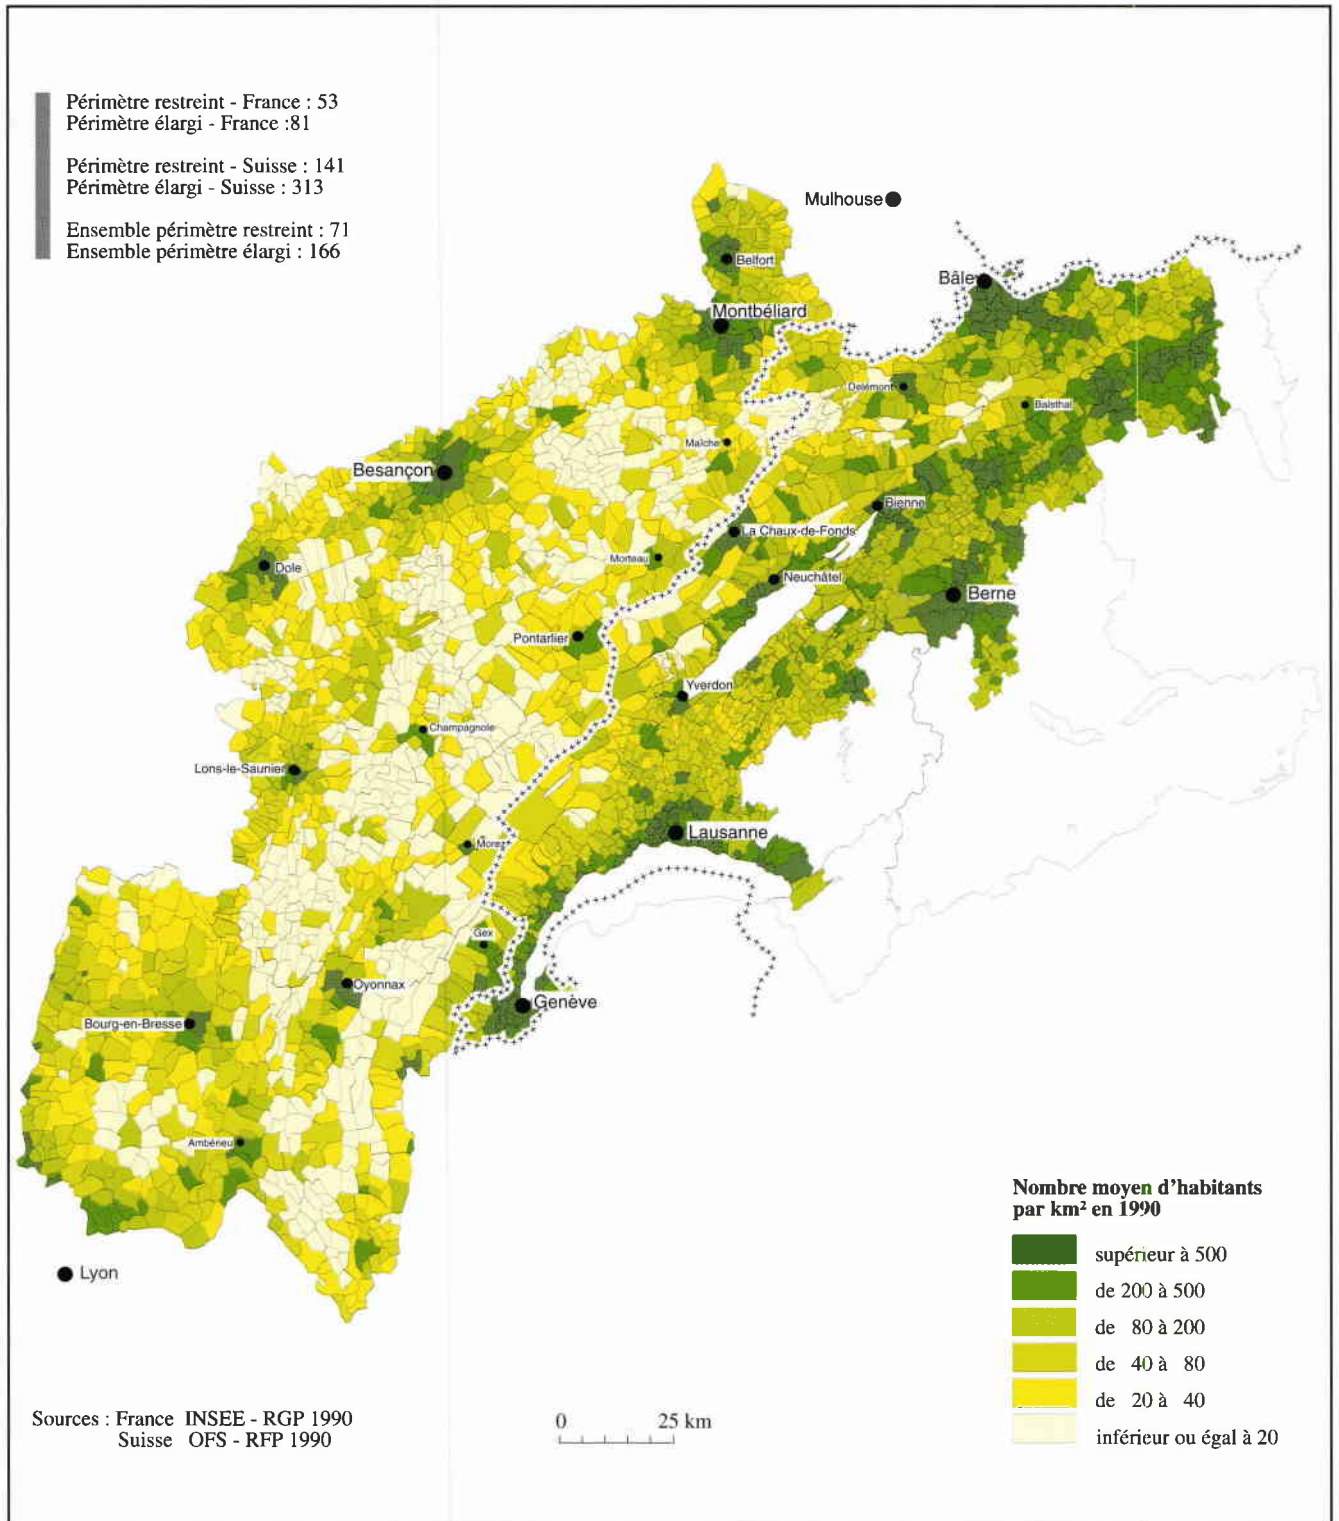 Périmètre restreint - France : 53
Périmètre élargi - France :81
Périmètre restreint - Suisse : 141
Périmètre élargi - Suisse : 313
Ensemble périmètre restreint : 71
Ensemble périmètre élargi : 166
Mulhouse
Belfort
Bâle
Montbéliard
Delémont
Balsthal
Maîche
Besançon
Bienne
La Chaux-de-Fonds
Morteau
Dole
Neuchâtel
Berne
Pontarlier
Yverdon
Champagnole
Lons-le-Saunier
Lausanne
Morez
Gex
Oyonnax
Genève
Bourg-en-Bresse
Ambérieu
Lyon
Nombre moyen d'habitants
par km² en 1990
supérieur à 500
de 200 à 500
de 80 à 200
de 40 à 80
de 20 à 40
inférieur ou égal à 20
Sources : France INSEE - RGP 1990
Suisse OFS - RFP 1990
0 25 km